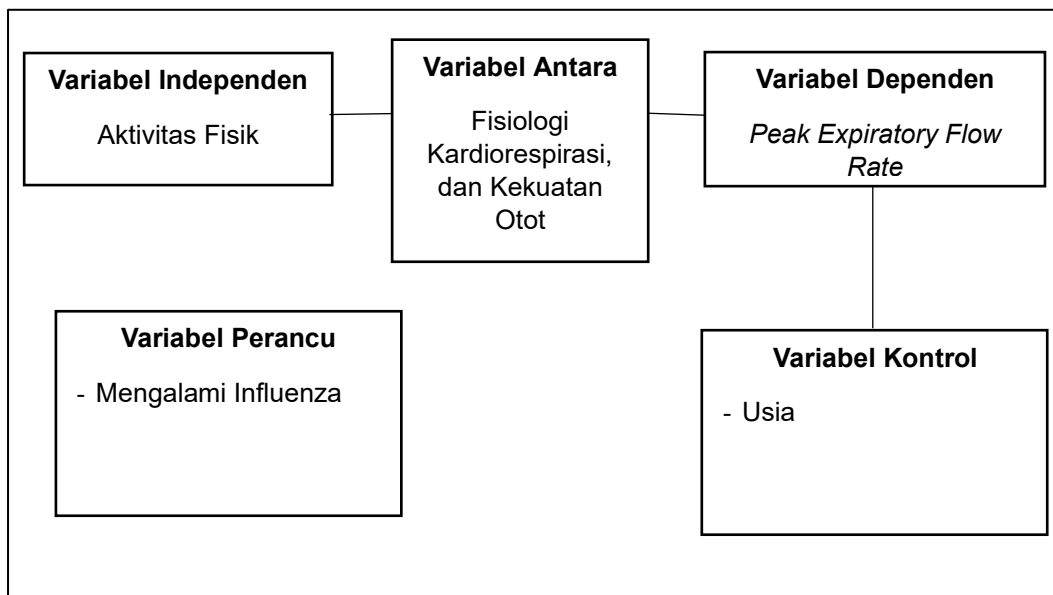 Variabel Independen
Aktivitas Fisik
Variabel Antara
Fisiologi
Kardiorespirasi,
dan Kekuatan
Otot
Variabel Dependen
Peak Expiratory Flow
Rate
Variabel Perancu
- Mengalami Influenza
Variabel Kontrol
- Usia